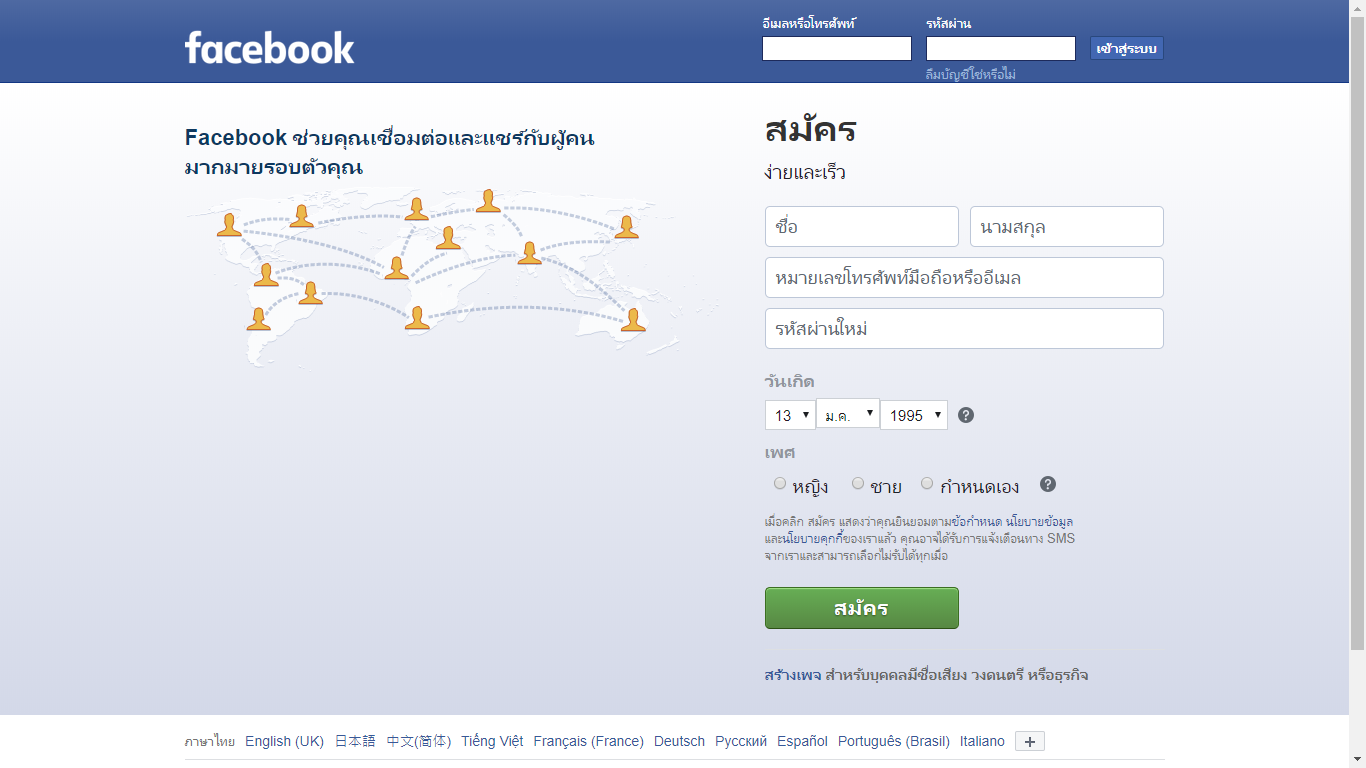 facebook
อีเมลหรือโทรศัพท์
รหัสผ่าน
เข้าสู่ระบบ
ลืมบัญชีใช่หรือไม่
Facebook ช่วยคุณเชื่อมต่อและแชร์กับผู้คน
มากมายรอบตัวคุณ
สมัคร
ง่ายและเร็ว
ชื่อ นามสกุล
หมายเลขโทรศัพท์มือถือหรืออีเมล
รหัสผ่านใหม่
วันเกิด
13 ม.ค. 1995 ?
เพศ
หญิง ชาย กำหนดเอง ?
เมื่อคลิก สมัคร แสดงว่าคุณยินยอมตามข้อกำหนด นโยบายข้อมูล
และนโยบายคุกกี้ของเราแล้ว คุณอาจได้รับการแจ้งเตือนทาง SMS
จากเราและสามารถเลือกไม่รับได้ทุกเมื่อ
สมัคร
สร้างเพจ สำหรับบุคคลมีชื่อเสียง วงดนตรี หรือธุรกิจ
ภาษาไทย English (UK) 日本語 中文(简体) Tiếng Việt Français (France) Deutsch Русский Español Português (Brasil) Italiano +